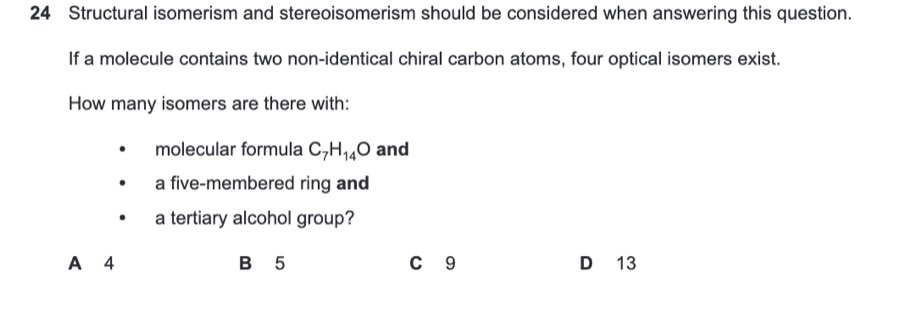 24 Structural isomerism and stereoisomerism should be considered when answering this question.
If a molecule contains two non-identical chiral carbon atoms, four optical isomers exist.
How many isomers are there with:
• molecular formula C₇H₁₄O and
• a five-membered ring and
• a tertiary alcohol group?
A 4 B 5 C 9 D 13